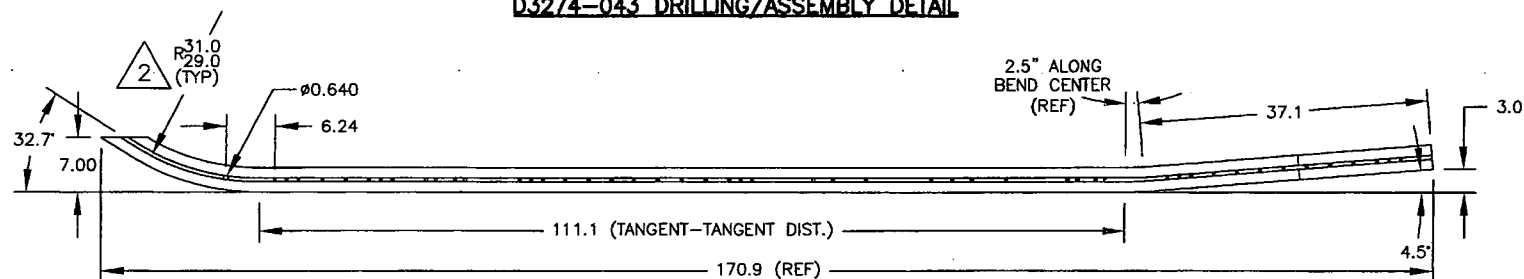 D3274-043 DRILLING/ASSEMBLY DETAIL
2
R31.0
29.0
(TYP)
Ø0.640
6.24
2.5" ALONG
BEND CENTER
(REF)
37.1
3.0
32.7°
7.00
111.1 (TANGENT-TANGENT DIST.)
4.5°
170.9 (REF)